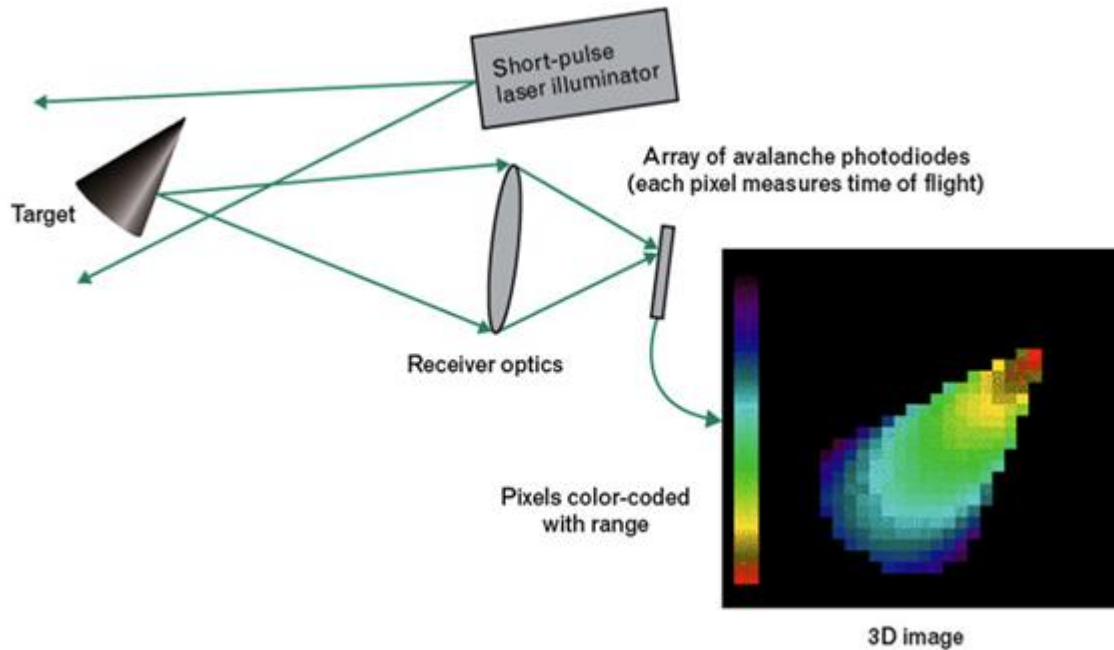 Short-pulse
laser illuminator
Array of avalanche photodiodes
(each pixel measures time of flight)
Target
Receiver optics
Pixels color-coded
with range
3D image